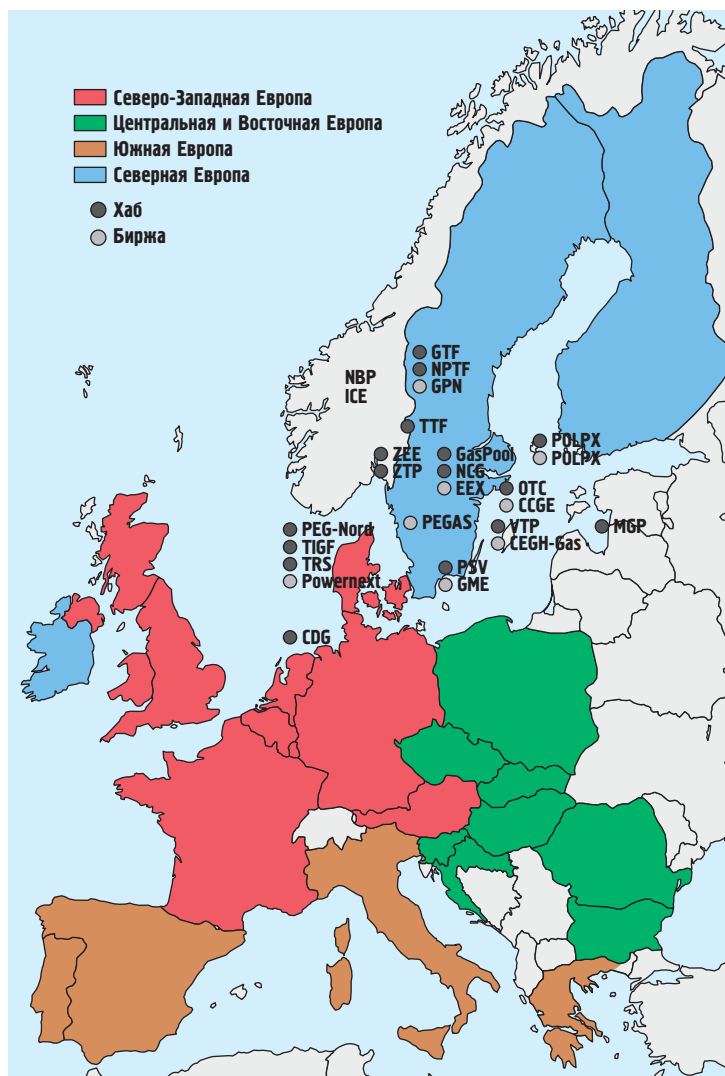 Северо-Западная Европа
Центральная и Восточная Европа
Южная Европа
Северная Европа
Хаб
Биржа
GTF
NPTF
GPN
NBP
ICE
TTF
ZEE
ZTP
GasPool
NCG
EEX
POLPX
POLPX
OTC
CCGE
PEGAS
VTP
CEGH-Gas
MGP
PEG-Nord
TIGF
TRS
Powernext
PSV
GME
CDG